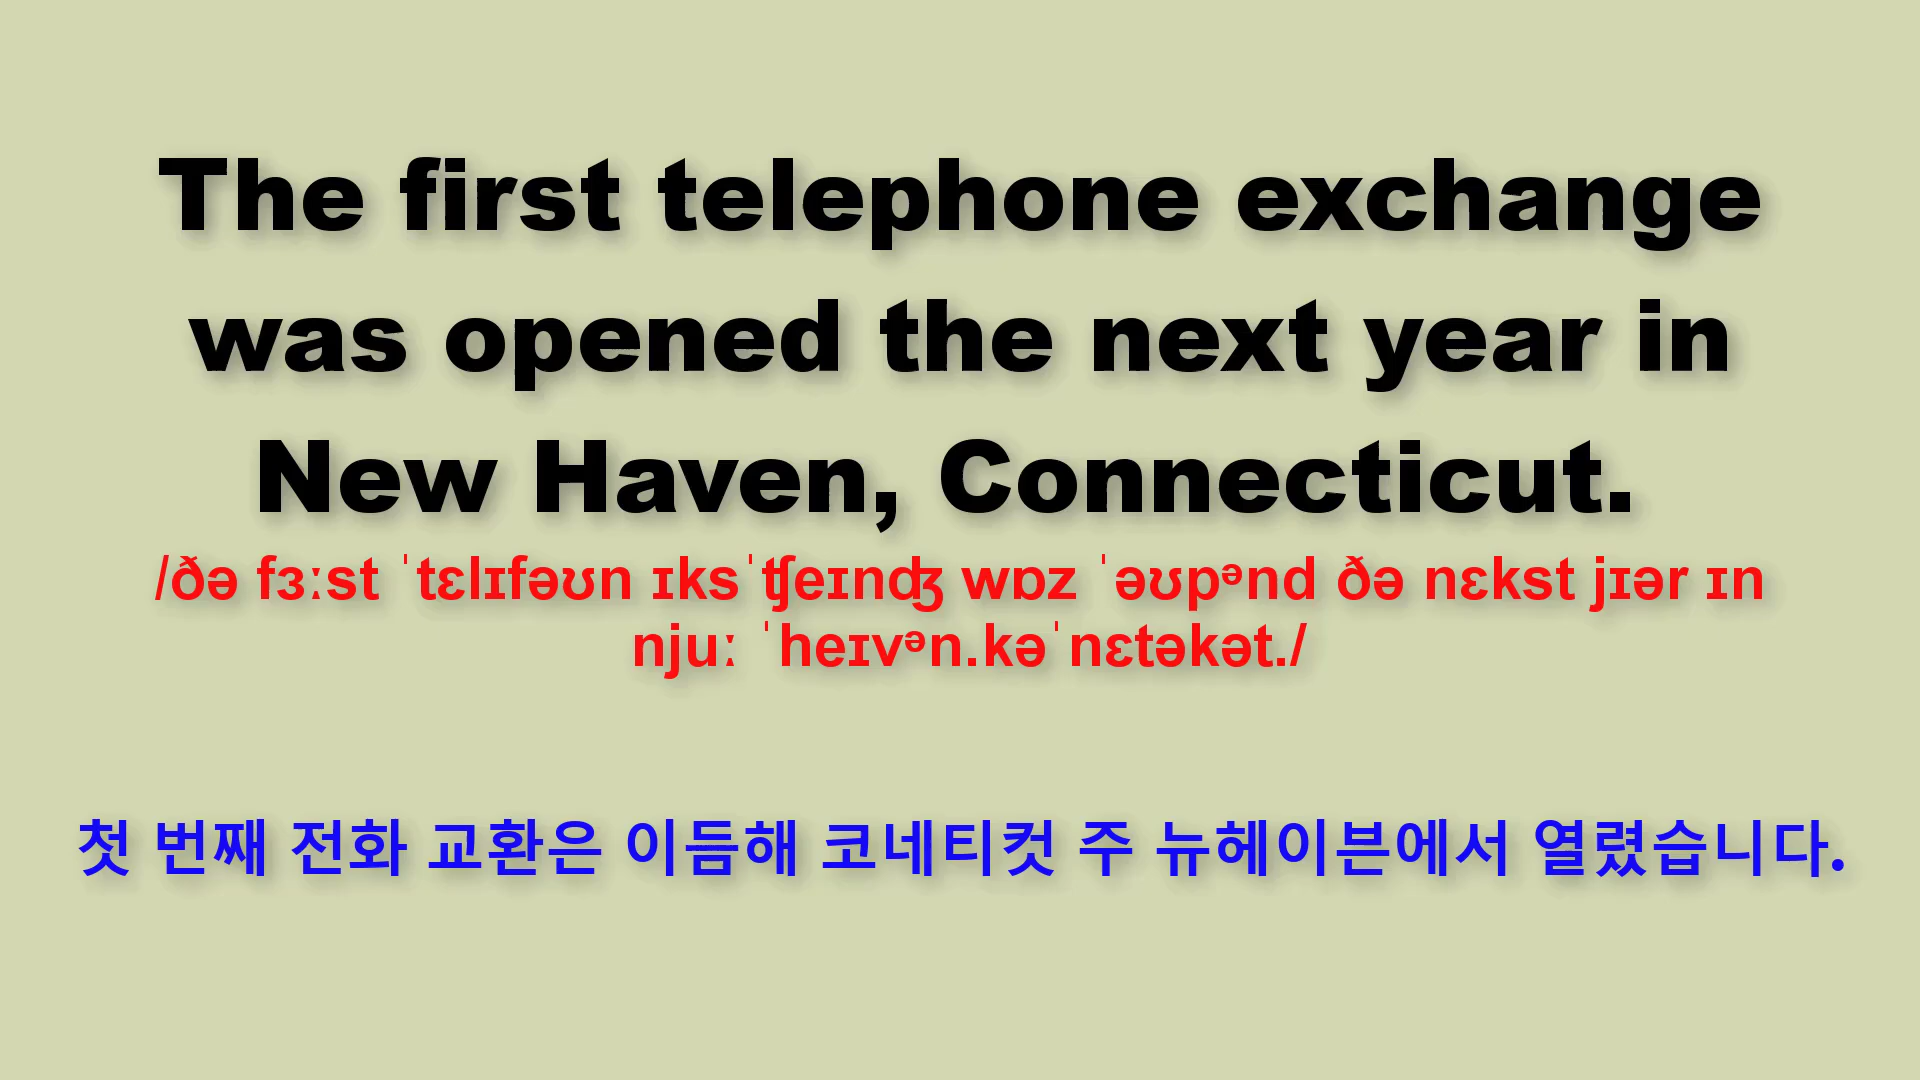 The first telephone exchange
was opened the next year in
New Haven, Connecticut.
/ðə fɜːst ˈtɛlɪfəʊn ɪksˈʧeɪnʤ wɒz ˈəʊpᵊnd ðə nɛkst jɪər ɪn
njuː ˈheɪvᵊn.kəˈnɛtəkət./
첫 번째 전화 교환은 이듬해 코네티컷 주 뉴헤이븐에서 열렸습니다.